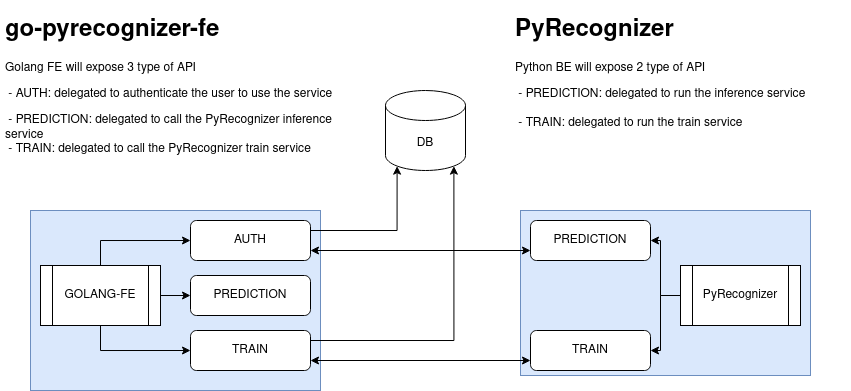 go-pyrecognizer-fe
Golang FE will expose 3 type of API
- AUTH: delegated to authenticate the user to use the service
- PREDICTION: delegated to call the PyRecognizer inference
service
- TRAIN: delegated to call the PyRecognizer train service
PyRecognizer
Python BE will expose 2 type of API
- PREDICTION: delegated to run the inference service
- TRAIN: delegated to run the train service
DB
AUTH
GOLANG-FE
PREDICTION
TRAIN
PREDICTION
PyRecognizer
TRAIN